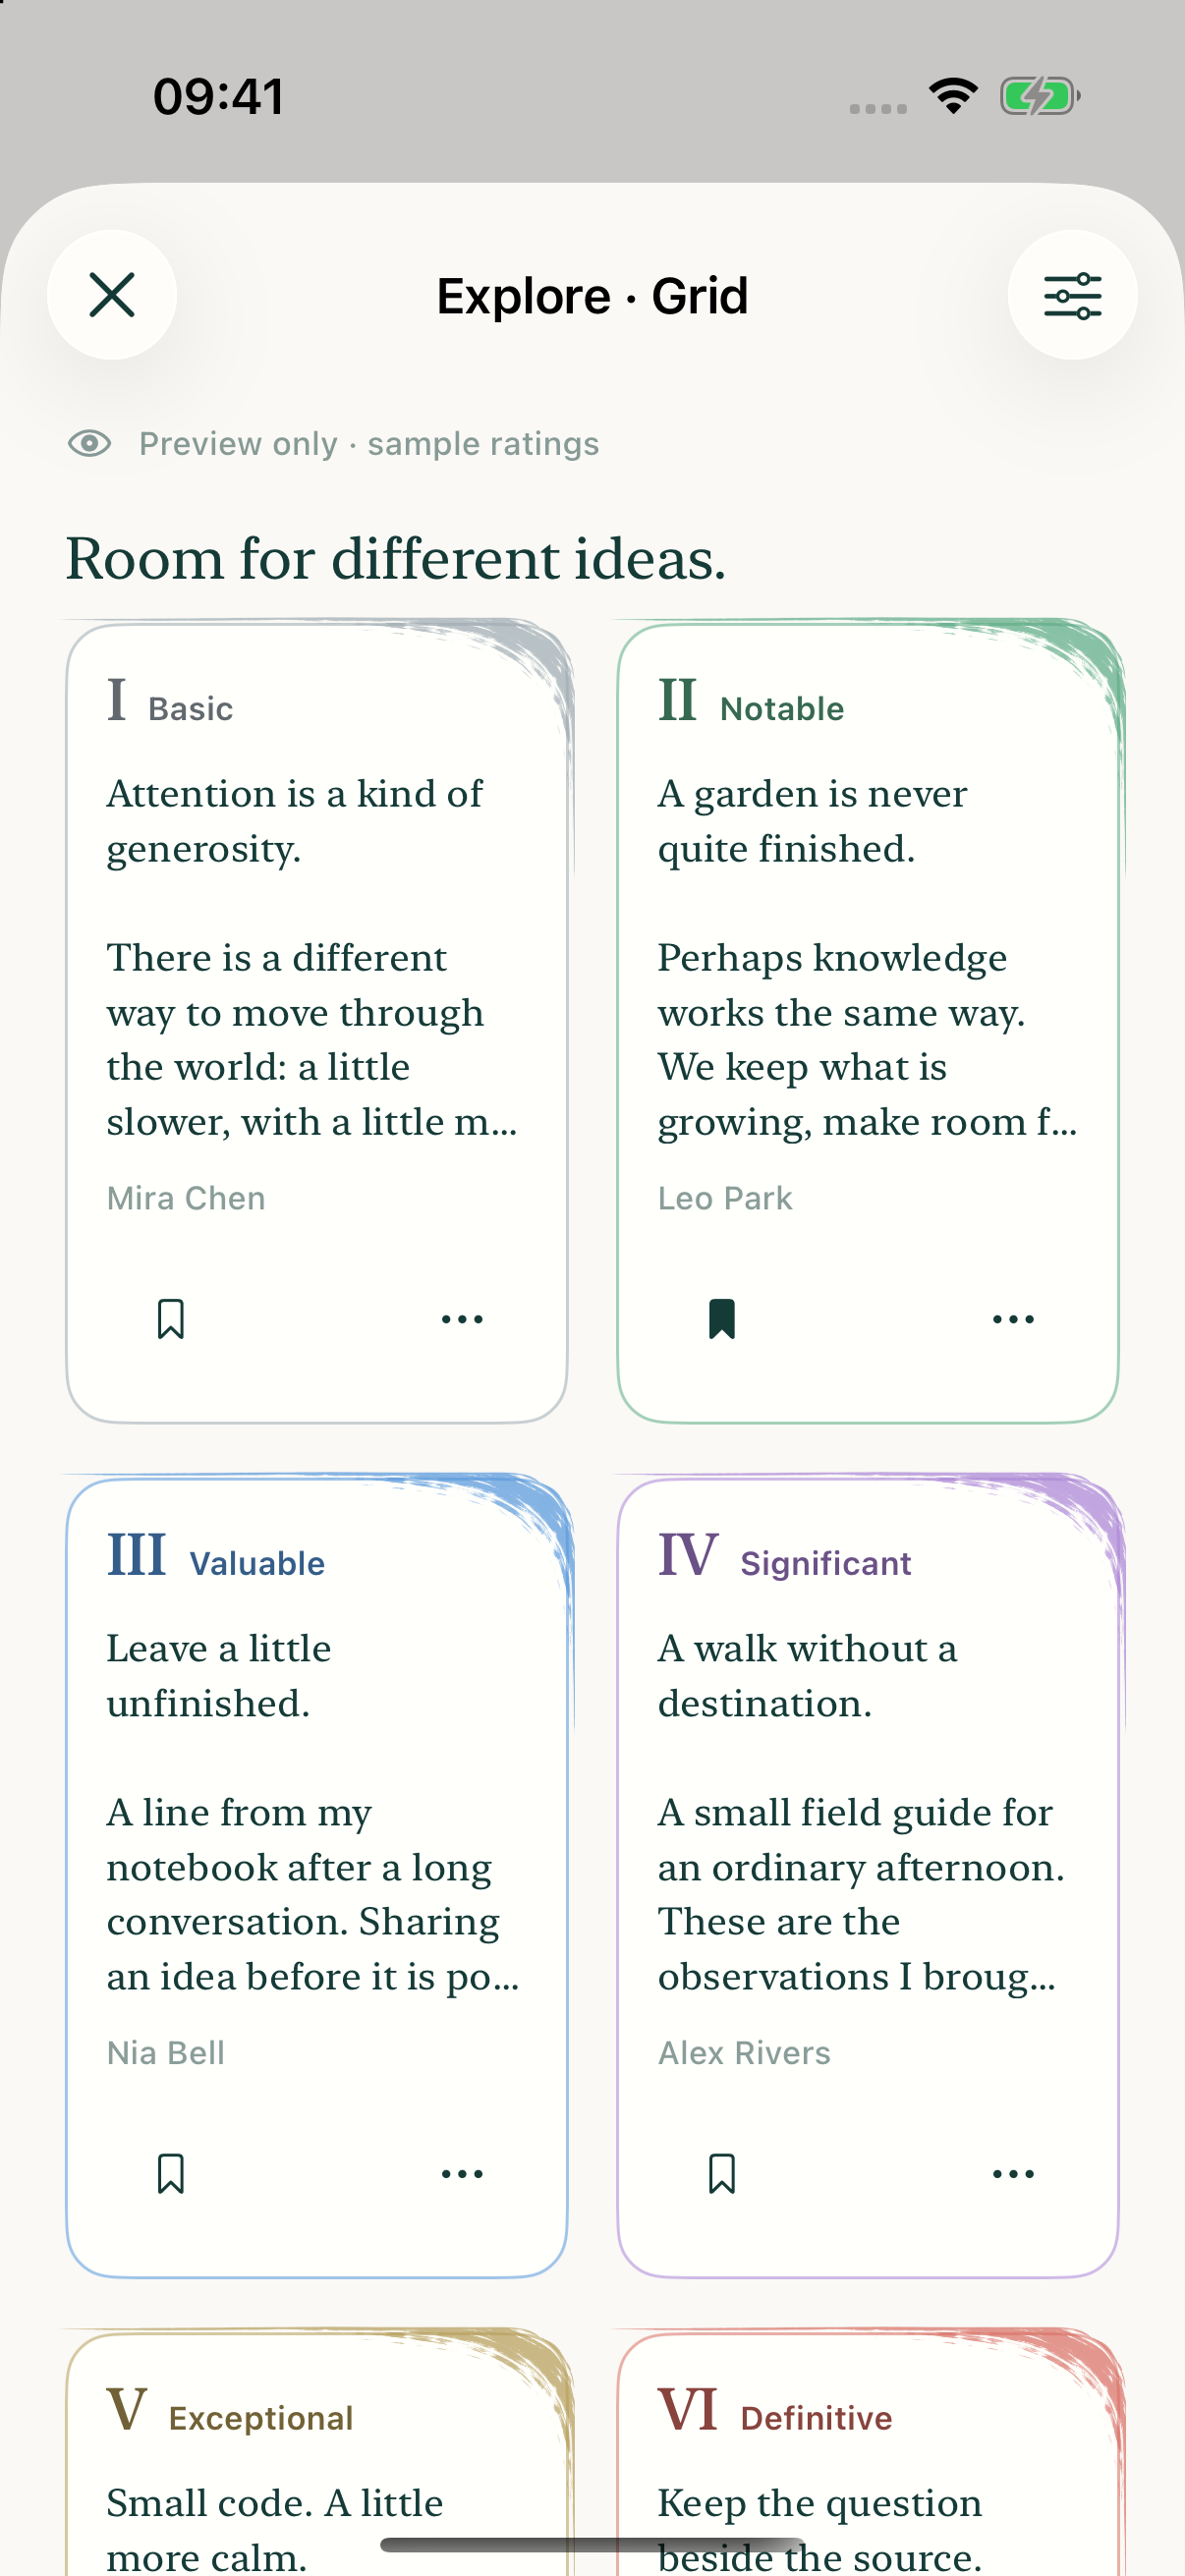 09:41
Explore · Grid
Preview only · sample ratings
Room for different ideas.
I Basic
Attention is a kind of
generosity.
There is a different
way to move through
the world: a little
slower, with a little m...
Mira Chen
II Notable
A garden is never
quite finished.
Perhaps knowledge
works the same way.
We keep what is
growing, make room f...
Leo Park
III Valuable
Leave a little
unfinished.
A line from my
notebook after a long
conversation. Sharing
an idea before it is po...
Nia Bell
IV Significant
A walk without a
destination.
A small field guide for
an ordinary afternoon.
These are the
observations I broug...
Alex Rivers
V Exceptional
Small code. A little
more calm.
VI Definitive
Keep the question
beside the source.